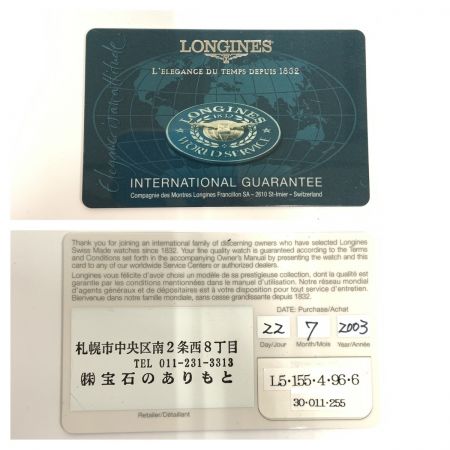 LONGINES
L'ELEGANCE DU TEMPS DEPUIS 1832
Elegance
LONGINES
1832
WORLD SERVICE
INTERNATIONAL GUARANTEE
Compagnie des Montres Longines Francillon SA – 2610 St-Imier – Switzerland
Thank you for joining an international family of discerning owners who have selected Longines
Swiss Made watches since 1832. Your fine quality watch is guaranteed according to the Terms
and Conditions set forth in the accompanying Owner's Manual by presenting the watch and this
card to any of our worldwide Service Centers or authorized dealers.
Longines vous félicite d'avoir choisi un modèle de sa prestigieuse collection, dont la qualité est
garantie et les conditions mentionnées dans le manuel d'utilisation. Notre réseau mondial
d'agents généraux et de dépositaires est à votre disposition pour tout service et entretien.
Bienvenue dans notre famille mondiale, sans cesse grandissante depuis 1832.
DATE: Purchase/Achat
22 7 2003
Day/Jour Month/Mois Year/Année
札幌市中央区南2条西8丁目
TEL 011-231-3313
㈱宝石のありもと
L5·155·4·96·6
30·011·255
Retailer/Détaillant